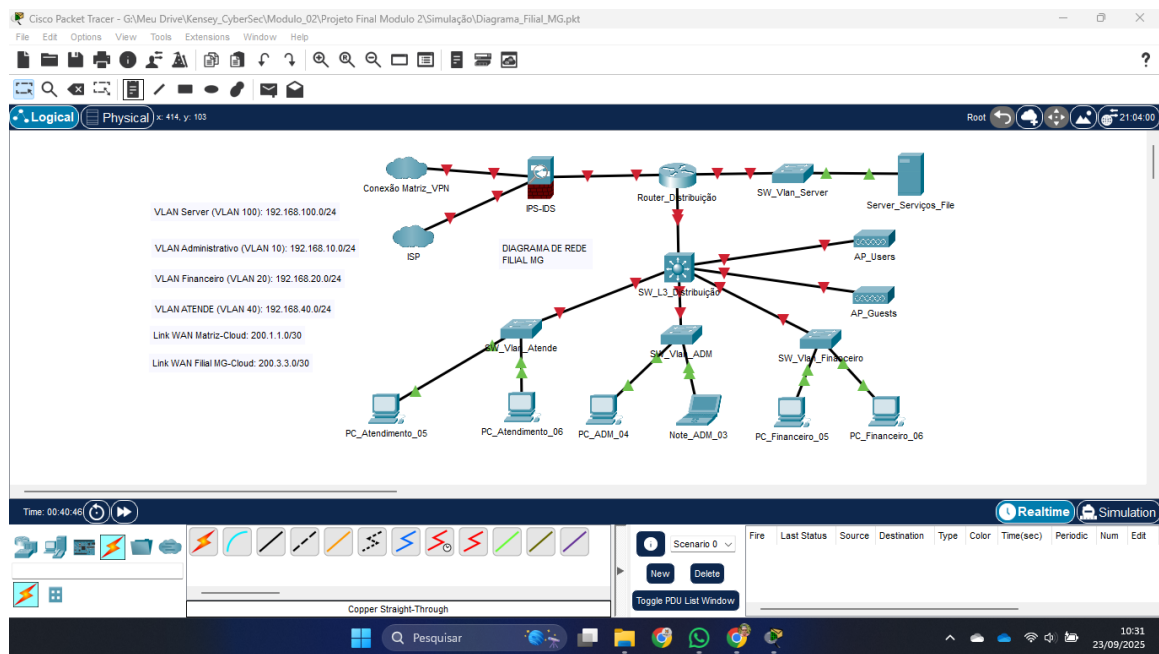 Cisco Packet Tracer - G:\Meu Drive\Kensey_CyberSec\Modulo_02\Projeto Final Modulo 2\Simulação\Diagrama_Filial_MG.pkt
File Edit Options View Tools Extensions Window Help
Logical Physical x: 414, y: 103 Root 21:04:00
Conexão Matriz_VPN
IPS-IDS
Router_Distribuição
SW_Vlan_Server
Server_Serviços_File
VLAN Server (VLAN 100): 192.168.100.0/24
ISP
DIAGRAMA DE REDE
FILIAL MG
VLAN Administrativo (VLAN 10): 192.168.10.0/24
AP_Users
VLAN Financeiro (VLAN 20): 192.168.20.0/24
SW_L3_Distribuição
VLAN ATENDE (VLAN 40): 192.168.40.0/24
AP_Guests
Link WAN Matriz-Cloud: 200.1.1.0/30
SW_Vlan_Atende
SW_Vlan_ADM
SW_Vlan_Financeiro
Link WAN Filial MG-Cloud: 200.3.3.0/30
PC_Atendimento_05
PC_Atendimento_06
PC_ADM_04
Note_ADM_03
PC_Financeiro_05
PC_Financeiro_06
Time: 00:40:46 Realtime Simulation
Scenario 0
New Delete
Toggle PDU List Window
Fire Last Status Source Destination Type Color Time(sec) Periodic Num Edit
Copper Straight-Through
Pesquisar
10:31
23/09/2025